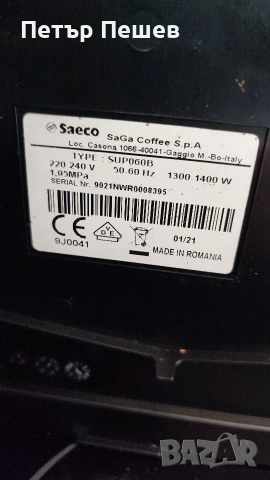 Петър Пешев
Saeco SaGa Coffee S.p.A
Loc. Casona 1066-40041-Gaggio M.-Bo-Italy
TYPE : SUP060B
220 240 V 50 60 Hz 1300 1400 W
1,95MPa
SERIAL Nr. 9021NWR0008395
CE
VDE
01/21
9J0041
MADE IN ROMANIA
BAZAR